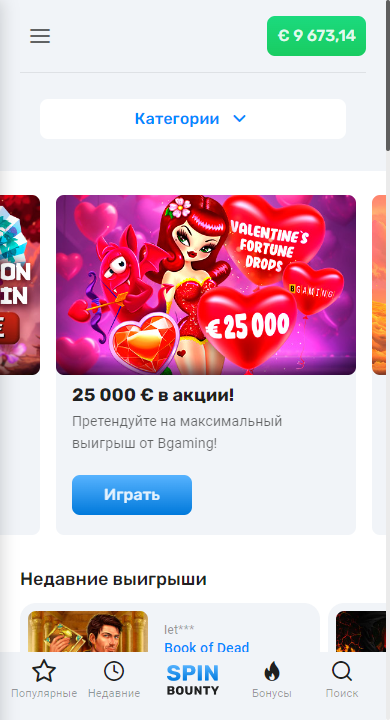 € 9 673,14
Категории
VALENTINE'S
FORTUNE
DROPS
BGAMING
€25 000
ON
IN
E
25 000 € в акции!
Претендуйте на максимальный
выигрыш от Bgaming!
Играть
Недавние выигрыши
let***
Book of Dead
Популярные
Недавние
SPIN
BOUNTY
Бонусы
Поиск